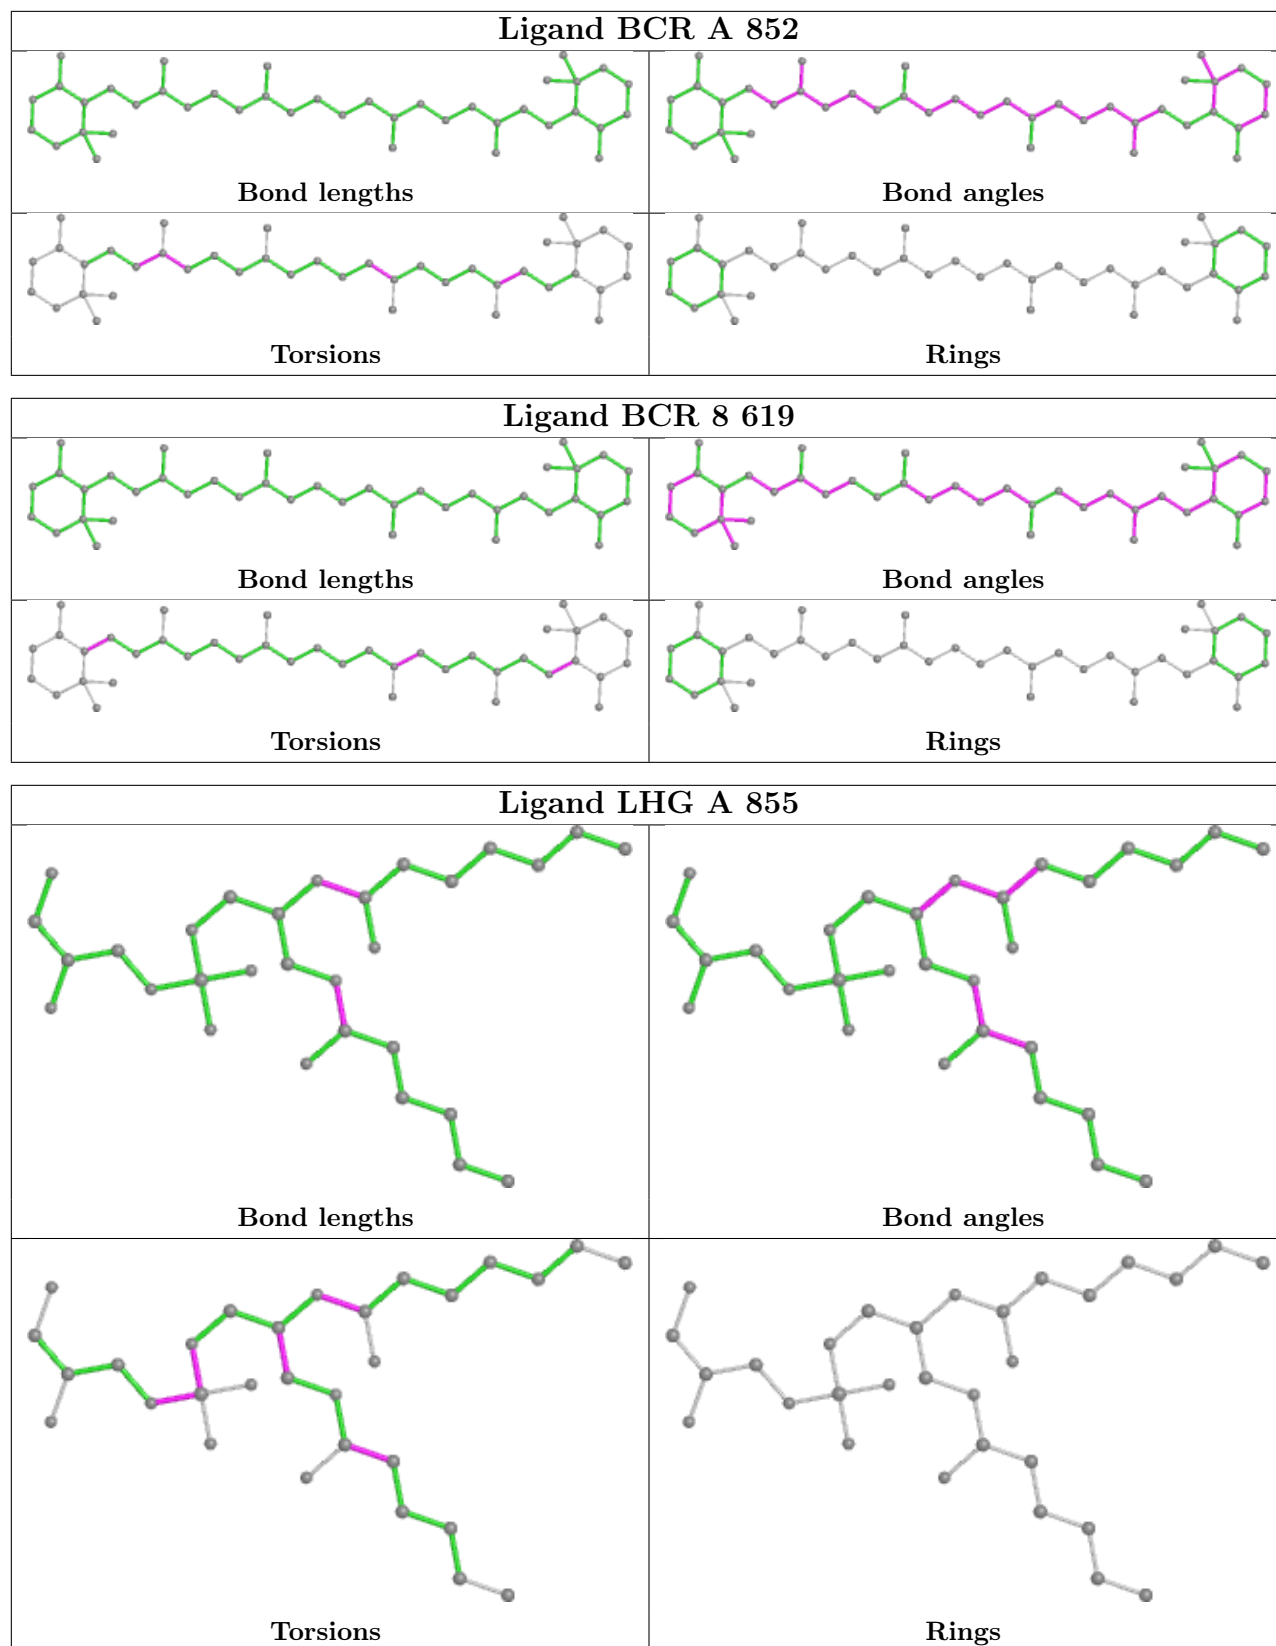 Ligand BCR A 852
Bond lengths
Bond angles
Torsions
Rings
Ligand BCR 8 619
Bond lengths
Bond angles
Torsions
Rings
Ligand LHG A 855
Bond lengths
Bond angles
Torsions
Rings